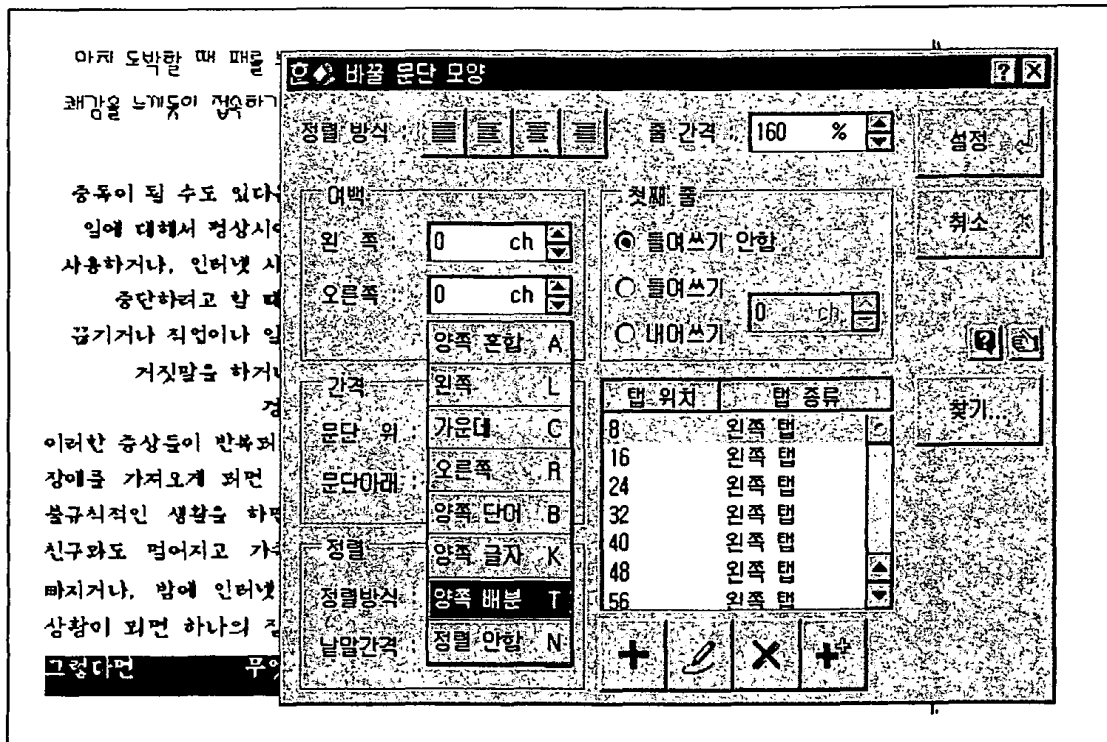 마치 도박할 때 패를
쾌감을 느끼듯이 접속하기
중독이 될 수도 있다
일에 대해서 정상시
사용하거나, 인터넷 시
중단하려고 할 때
끊기거나 직업이나 일
거짓말을 하거나
이러한 증상들이 반복되
장애를 가져오게 되면
불규칙적인 생활을 하면
친구와도 멀어지고 가족
빠지거나, 밤에 인터넷
상황이 되면 하나의
그렇다면 무엇
바꿀 문단 모양
정렬 방식 : 줄 간격 : 160 %
설정
취소
찾기...
여백
왼 쪽 : 0 ch
오른쪽 : 0 ch
첫째 줄
들여쓰기 안함
들여쓰기
내어쓰기
0 ch
간격
문단 위
문단아래 :
정렬
정렬방식
낱말간격
양쪽 혼합 A
왼쪽 L
가운데 C
오른쪽 R
양쪽 단어 B
양쪽 글자 K
양쪽 배분 T
정렬 안함 N
탭 위치 탭 종류
8 왼쪽 탭
16 왼쪽 탭
24 왼쪽 탭
32 왼쪽 탭
40 왼쪽 탭
48 왼쪽 탭
56 왼쪽 탭